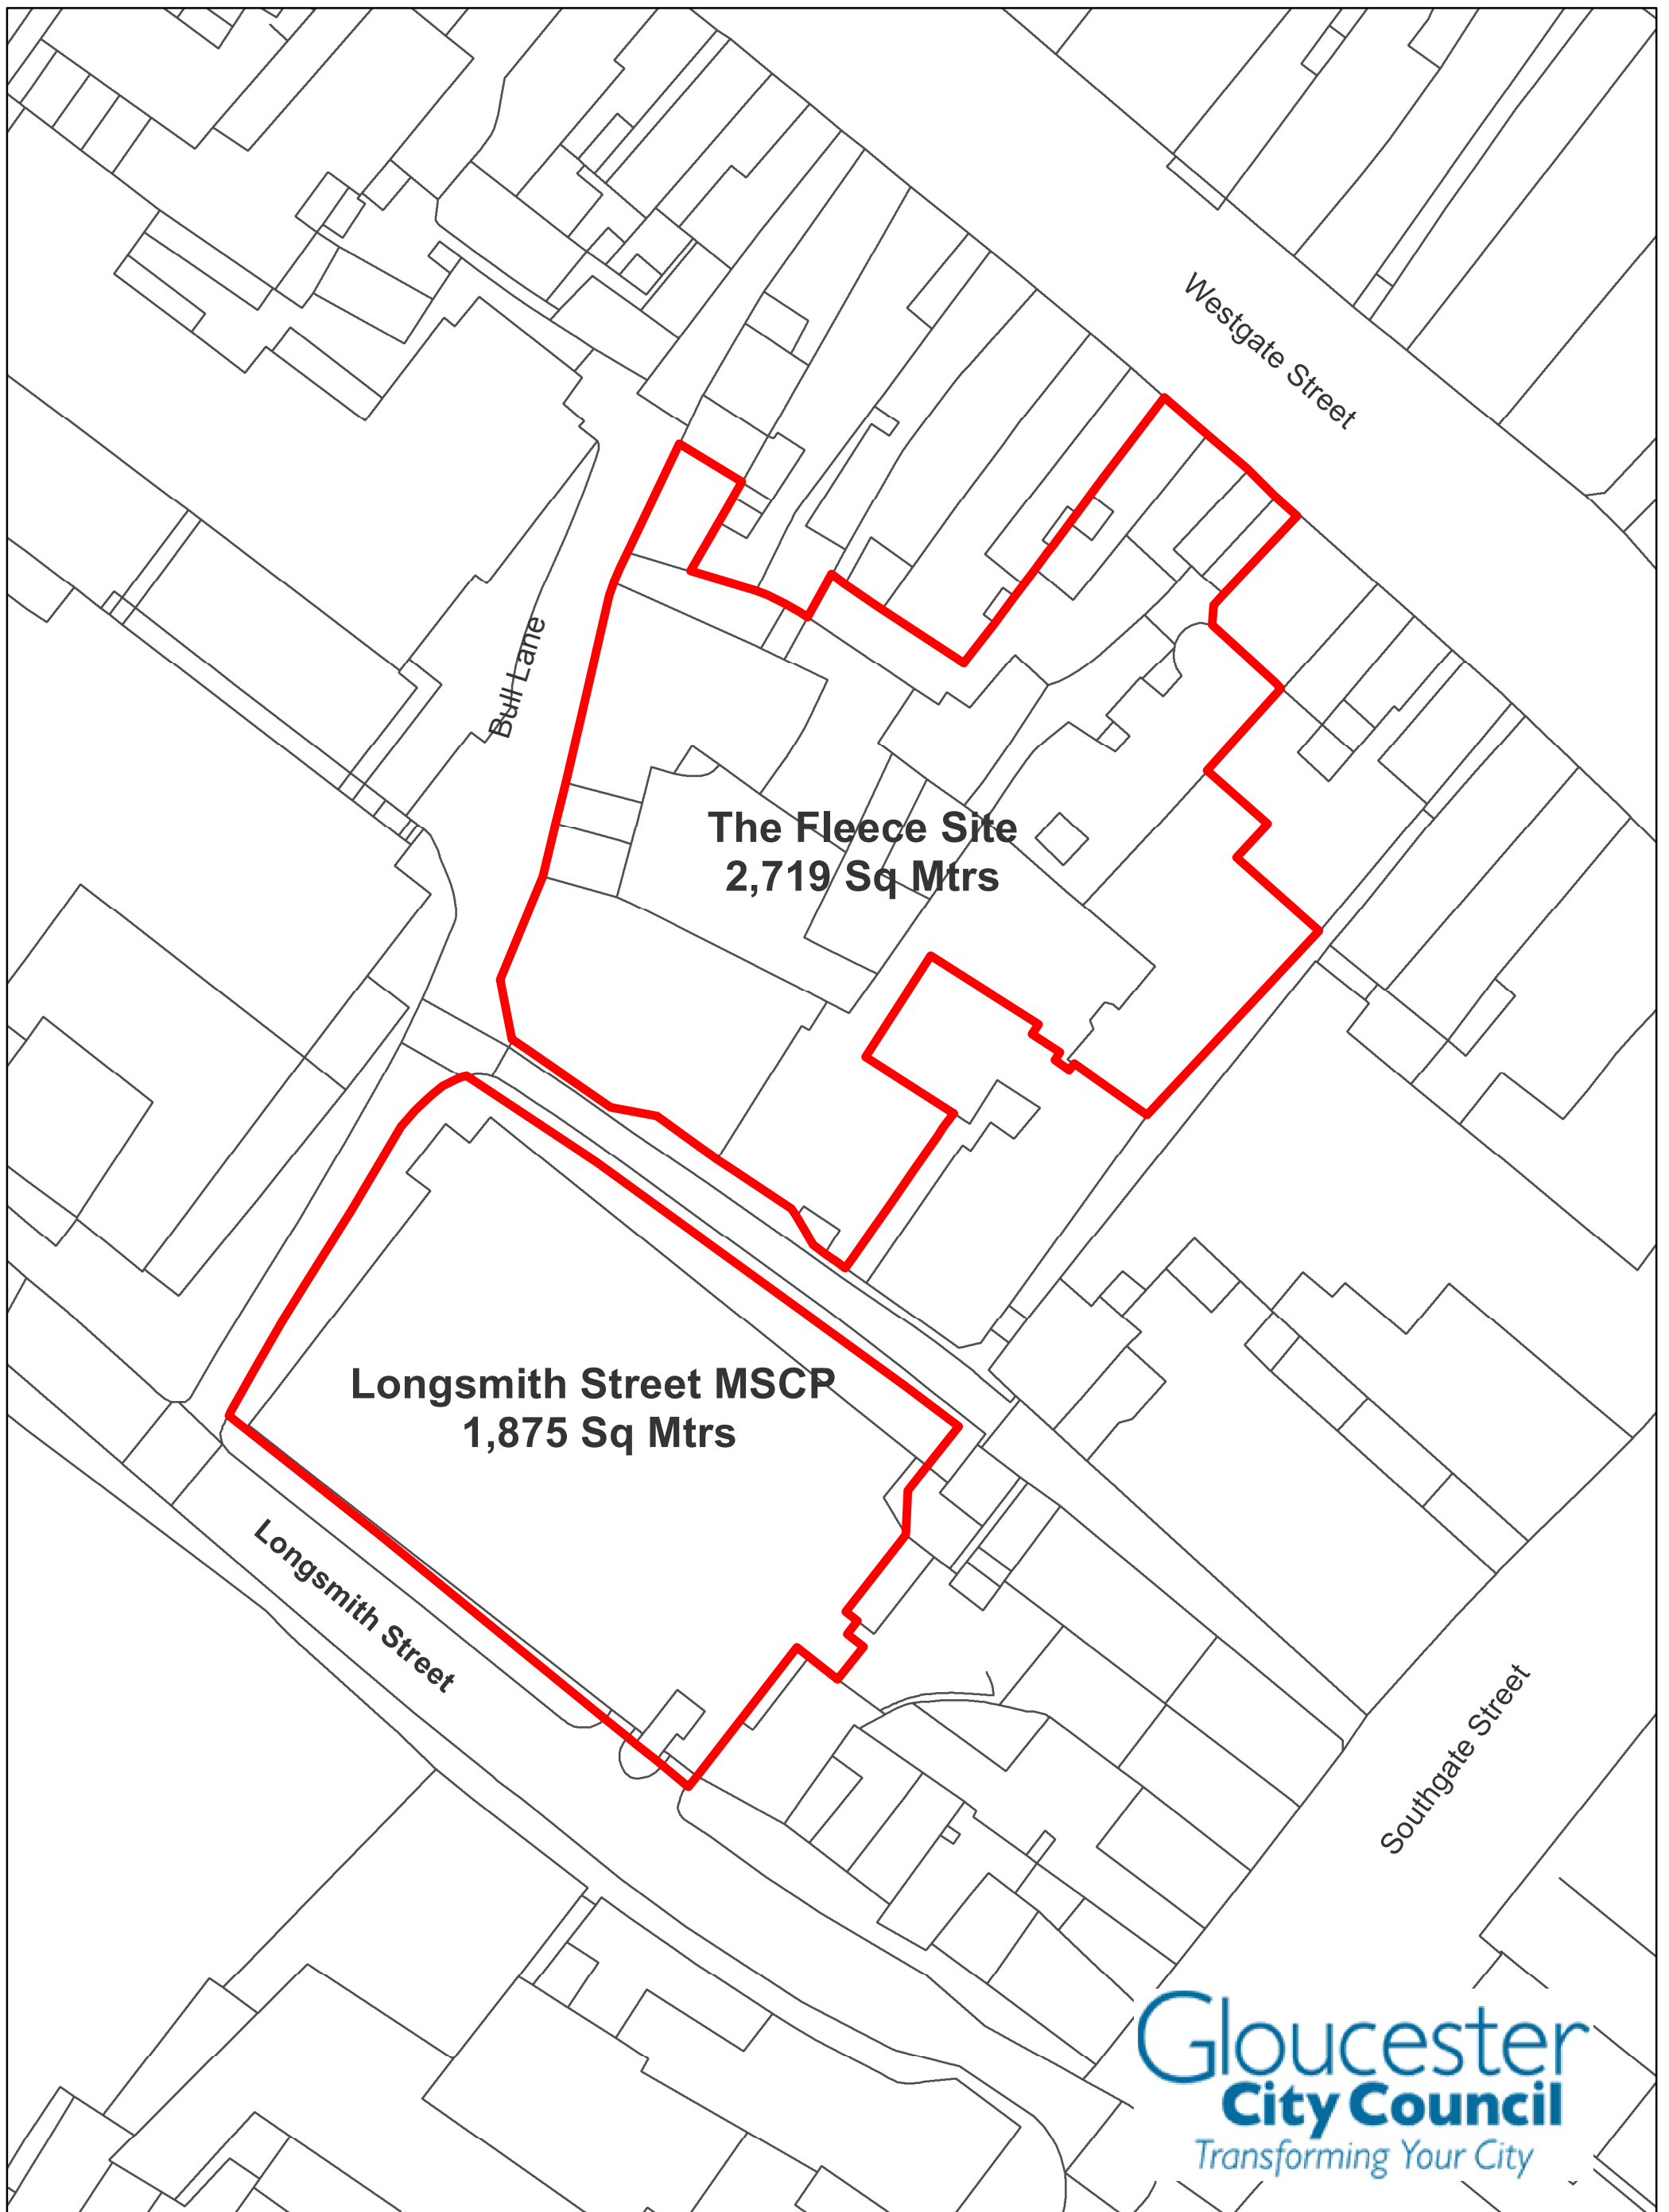 Westgate Street
Bull Lane
The Fleece Site
2,719 Sq Mtrs
Longsmith Street MSCP
1,875 Sq Mtrs
Longsmith Street
Southgate Street
Gloucester
City Council
Transforming Your City